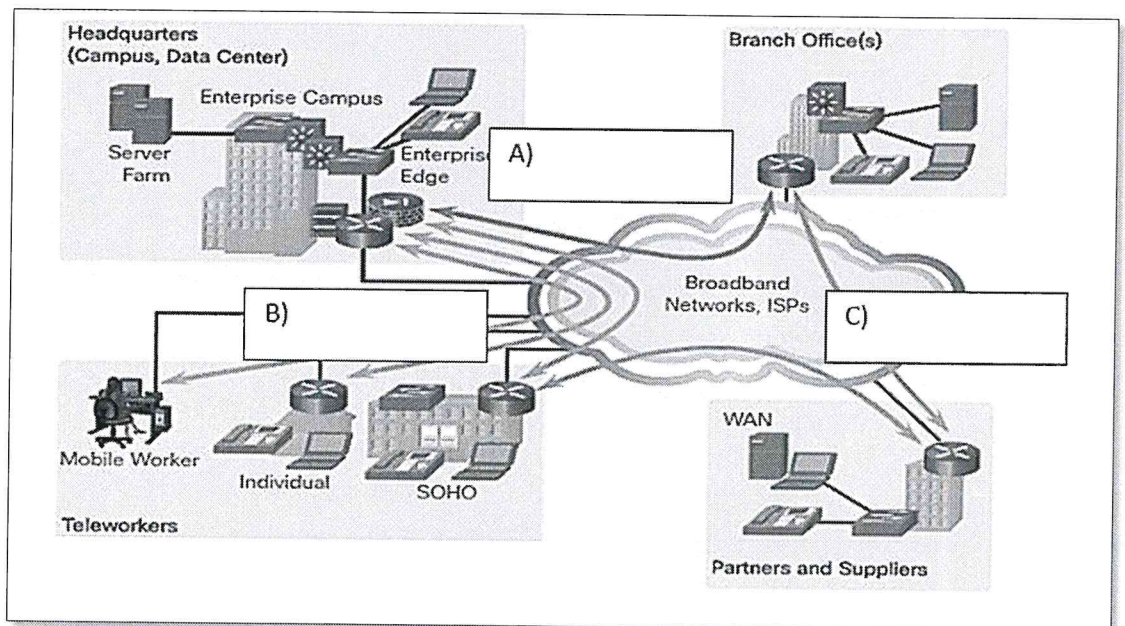 Headquarters
(Campus, Data Center)
Enterprise Campus
Server
Farm
Enterprise
Edge
A)
Branch Office(s)
Broadband
Networks, ISPs
B)
C)
Mobile Worker
Individual
SOHO
Teleworkers
WAN
Partners and Suppliers